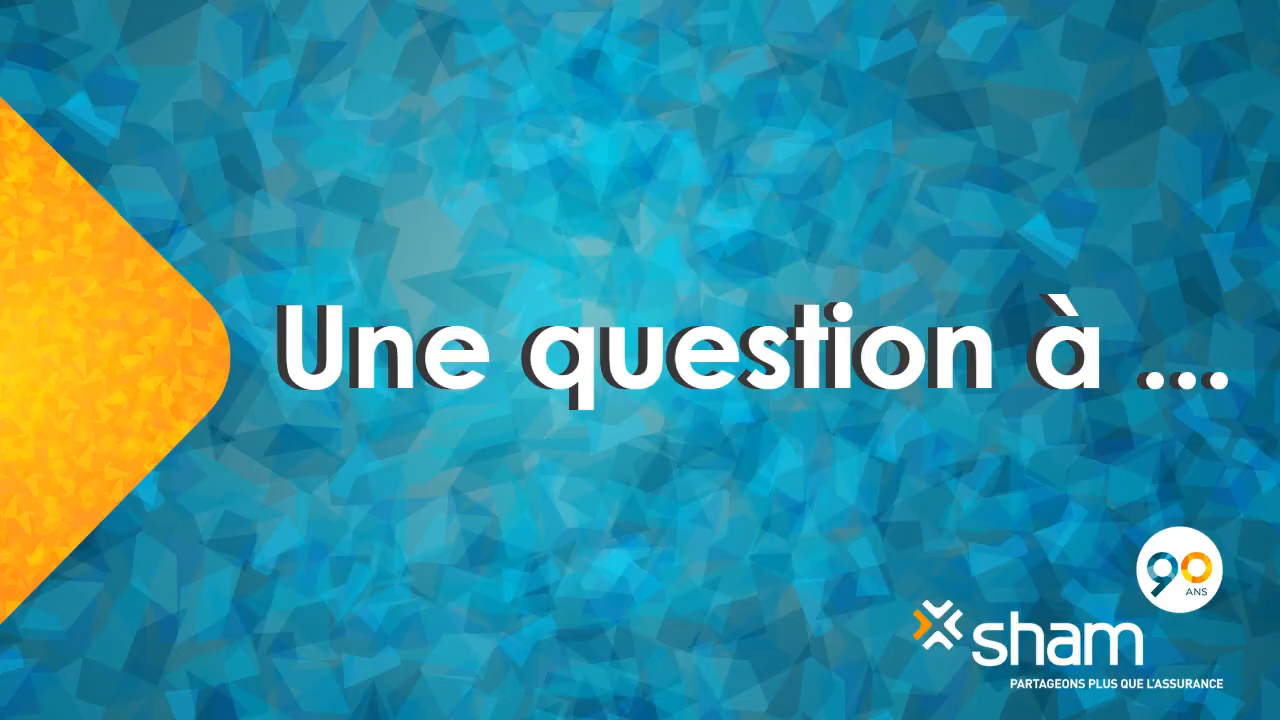 Une question à ...
90
ANS
sham
PARTAGEONS PLUS QUE L'ASSURANCE